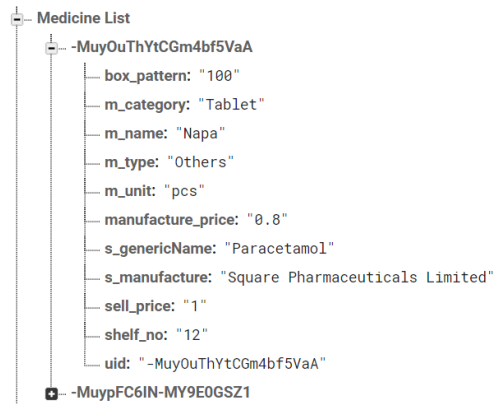 Medicine List
-MuyOuThYtCGm4bf5VaA
box_pattern: "100"
m_category: "Tablet"
m_name: "Napa"
m_type: "Others"
m_unit: "pcs"
manufacture_price: "0.8"
s_genericName: "Paracetamol"
s_manufacture: "Square Pharmaceuticals Limited"
sell_price: "1"
shelf_no: "12"
uid: "-MuyOuThYtCGm4bf5VaA"
-MuypFC6IN-MY9E0GSZ1